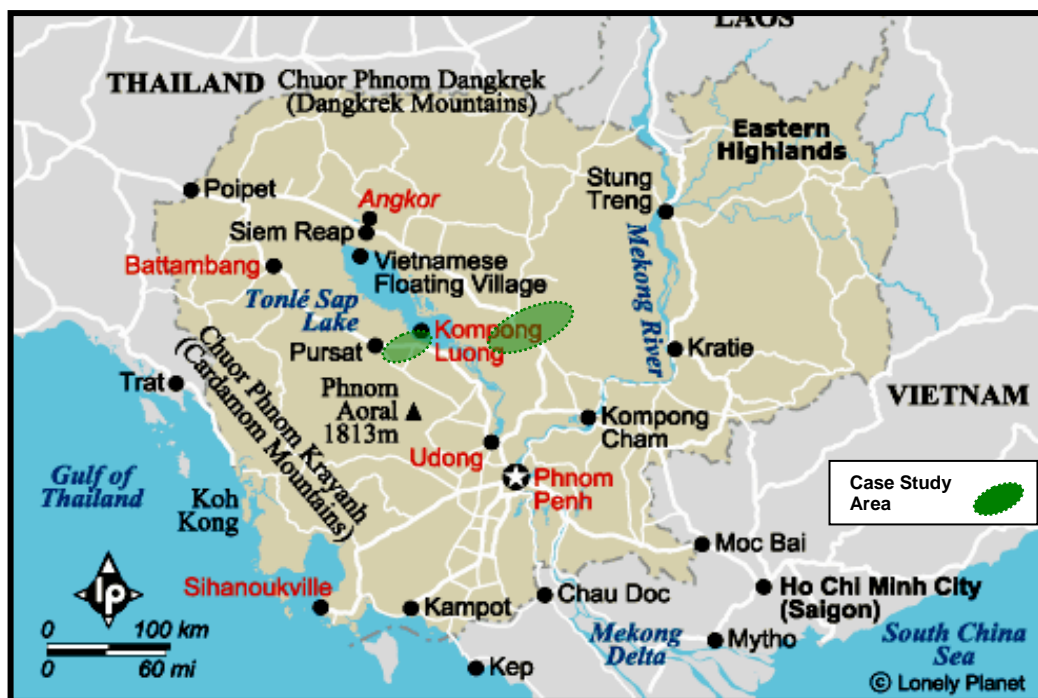 LAOS
THAILAND
Chuor Phnom Dangkrek
(Dangkrek Mountains)
Eastern
Highlands
Poipet
Stung
Treng
Angkor
Siem Reap
Mekong River
Battambang
Vietnamese
Floating Village
Tonlé Sap
Lake
Kompong
Luong
Pursat
Kratie
Chuor Phnom Krayanh
(Cardamom Mountains)
Trat
Phnom
Aoral
1813m
VIETNAM
Kompong
Cham
Udong
Gulf of
Thailand
Phnom
Penh
Case Study
Area
Koh
Kong
Moc Bai
lp
Sihanoukville
Kampot
Chau Doc
Ho Chi Minh City
(Saigon)
0 100 km
0 60 mi
Mekong
Delta
Mytho
South China
Sea
Kep
© Lonely Planet